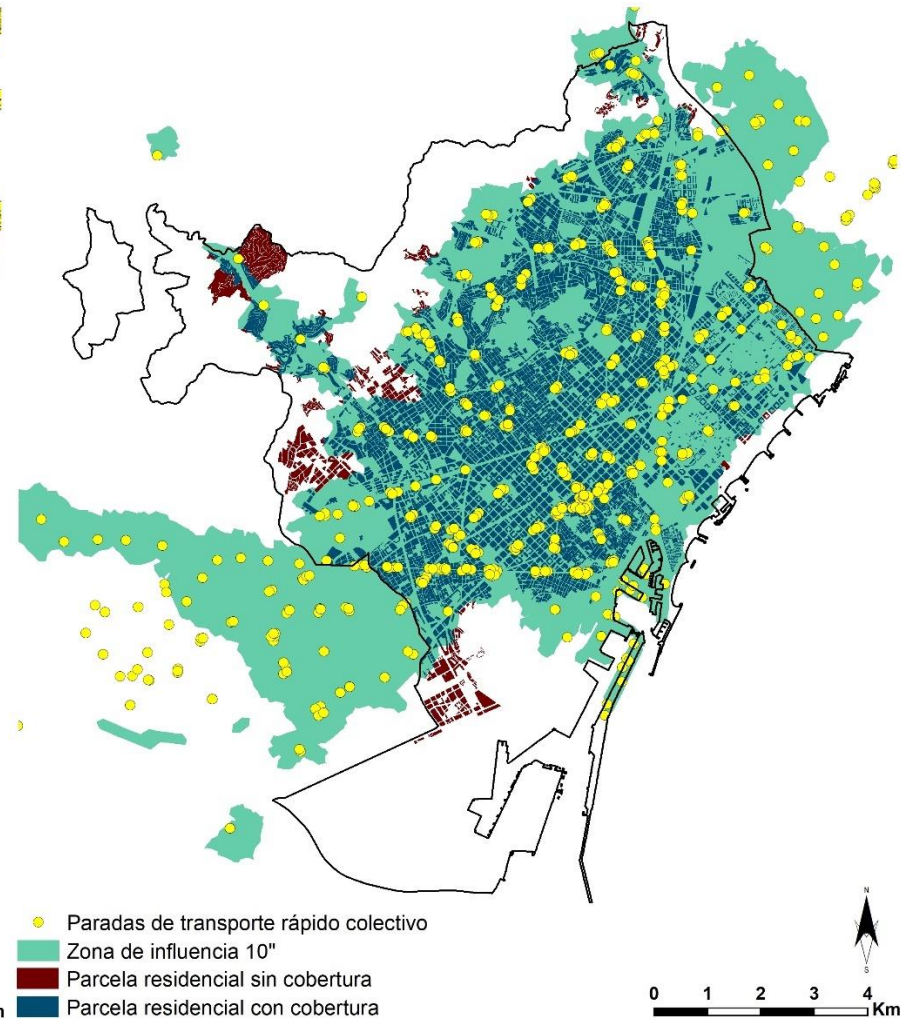 N
S
Paradas de transporte rápido colectivo
Zona de influencia 10"
Parcela residencial sin cobertura
Parcela residencial con cobertura
0 1 2 3 4
Km